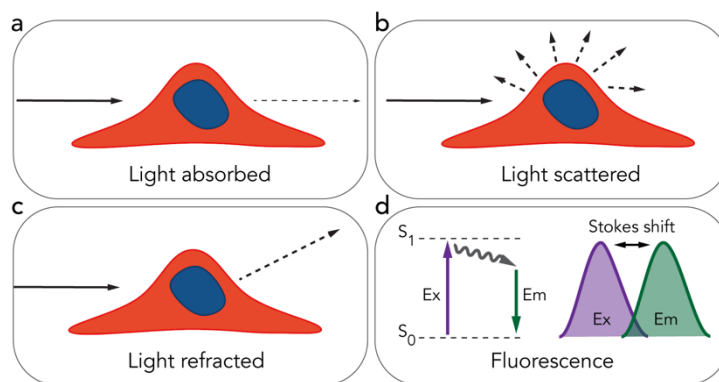 a
Light absorbed
b
Light scattered
c
Light refracted
d
S1
S0
Ex
Em
Stokes shift
Ex
Em
Fluorescence